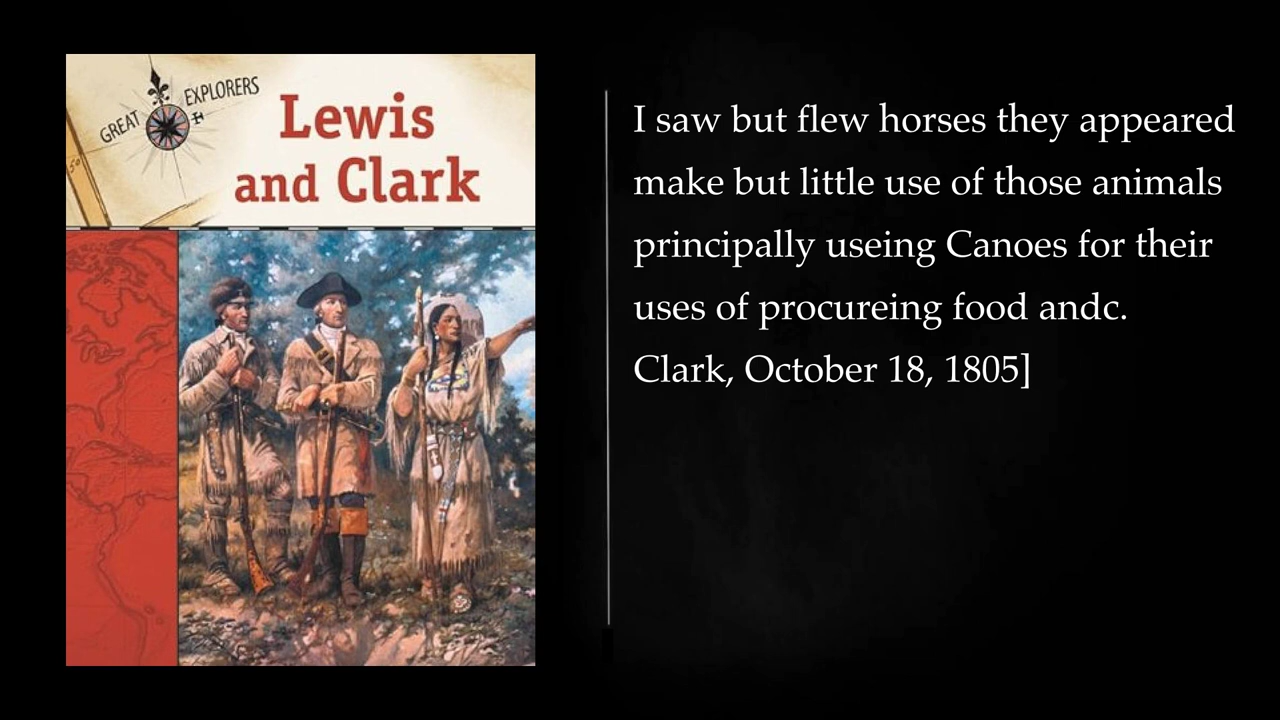 GREAT EXPLORERS
Lewis
and Clark
50
I saw but flew horses they appeared
make but little use of those animals
principally useing Canoes for their
uses of procureing food andc.
Clark, October 18, 1805]